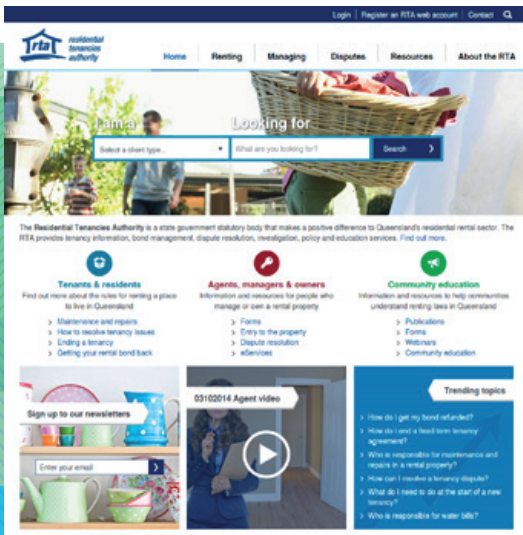 Login | Register an RTA web account | Contact
rta residential
tenancies
authority
Home Renting Managing Disputes Resources About the RTA
I am a Looking for
Select a client type... What are you looking for? Search
The Residential Tenancies Authority is a state government statutory body that makes a positive difference to Queensland's residential rental sector. The
RTA provides tenancy information, bond management, dispute resolution, investigation, policy and education services. Find out more.
Tenants & residents
Find out more about the rules for renting a place
to live in Queensland
> Maintenance and repairs
> How to resolve tenancy issues
> Ending a tenancy
> Getting your rental bond back
Agents, managers & owners
Information and resources for people who
manage or own a rental property
> Forms
> Entry to the property
> Dispute resolution
> eServices
Community education
Information and resources to help communities
understand renting laws in Queensland
> Publications
> Forms
> Webinars
> Community education
Sign up to our newsletters
Enter your email >
03102014 Agent video
Trending topics
> How do I get my bond refunded?
> How do I end a fixed term tenancy
agreement?
> Who is responsible for maintenance and
repairs in a rental property?
> How can I resolve a tenancy dispute?
> What do I need to do at the start of a new
tenancy?
> Who is responsible for water bills?